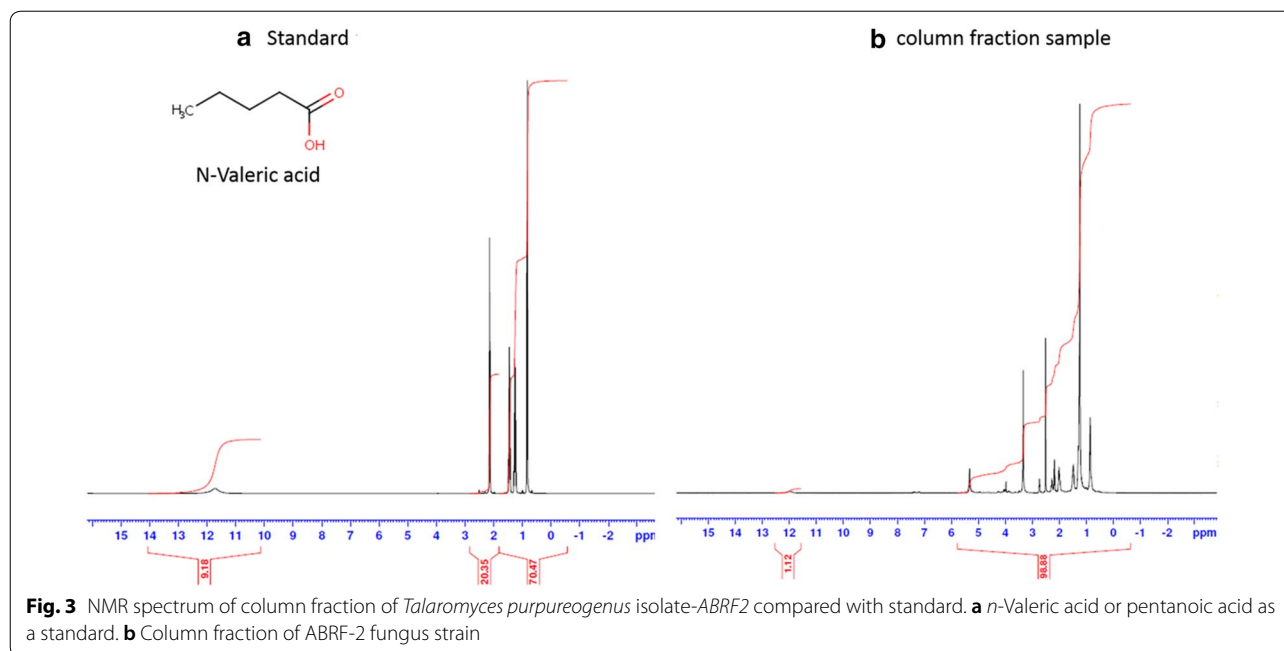 a Standard
b column fraction sample
H₃C
O
OH
N-Valeric acid
15 14 13 12 11 10 9 8 7 6 5 4 3 2 1 0 -1 -2 ppm
15 14 13 12 11 10 9 8 7 6 5 4 3 2 1 0 -1 -2 ppm
9.18
20.35
70.47
1.12
98.88
Fig. 3 NMR spectrum of column fraction of Talaromyces purpureogenus isolate-ABRF2 compared with standard. a n-Valeric acid or pentanoic acid as
a standard. b Column fraction of ABRF-2 fungus strain